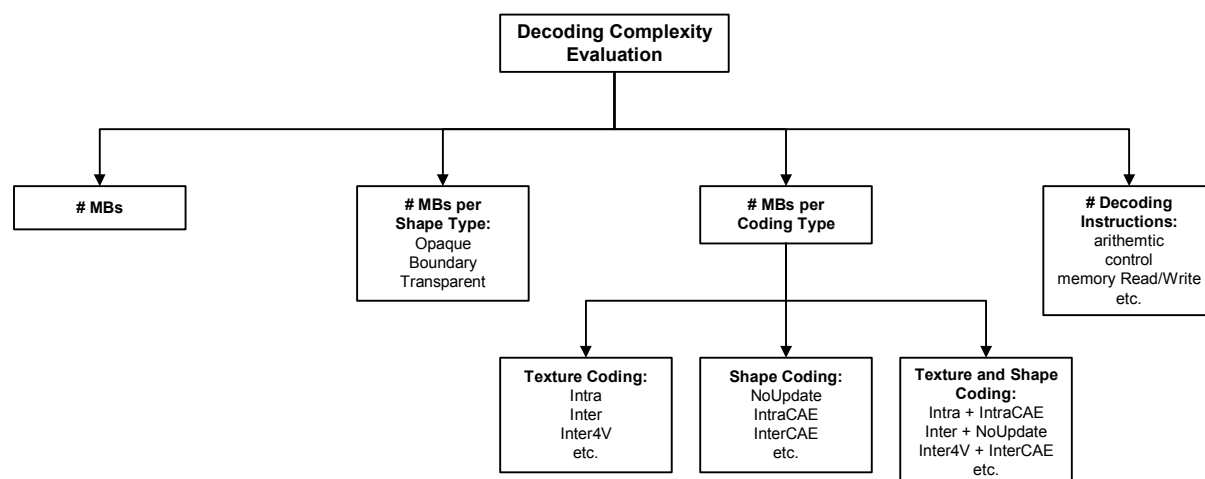 Decoding Complexity
Evaluation
# MBs
# MBs per
Shape Type:
Opaque
Boundary
Transparent
# MBs per
Coding Type
# Decoding
Instructions:
arithemtic
control
memory Read/Write
etc.
Texture Coding:
Intra
Inter
Inter4V
etc.
Shape Coding:
NoUpdate
IntraCAE
InterCAE
etc.
Texture and Shape
Coding:
Intra + IntraCAE
Inter + NoUpdate
Inter4V + InterCAE
etc.